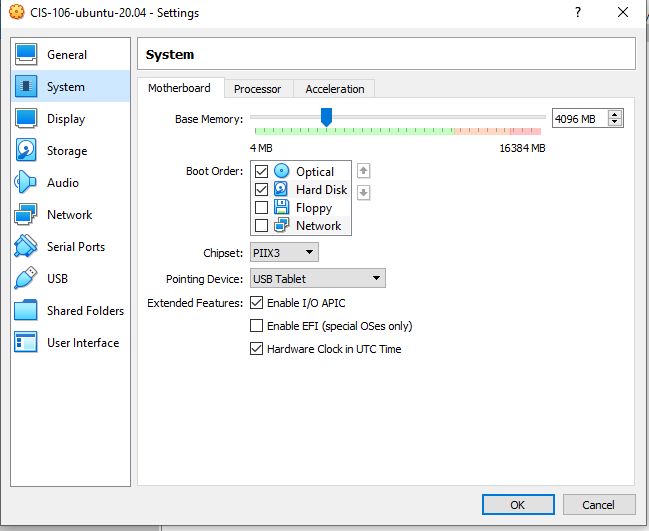 CIS-106-ubuntu-20.04 - Settings
General
System
Display
Storage
Audio
Network
Serial Ports
USB
Shared Folders
User Interface
System
Motherboard Processor Acceleration
Base Memory: 4096 MB
4 MB 16384 MB
Boot Order: Optical
Hard Disk
Floppy
Network
Chipset: PIIX3
Pointing Device: USB Tablet
Extended Features: Enable I/O APIC
Enable EFI (special OSes only)
Hardware Clock in UTC Time
OK Cancel